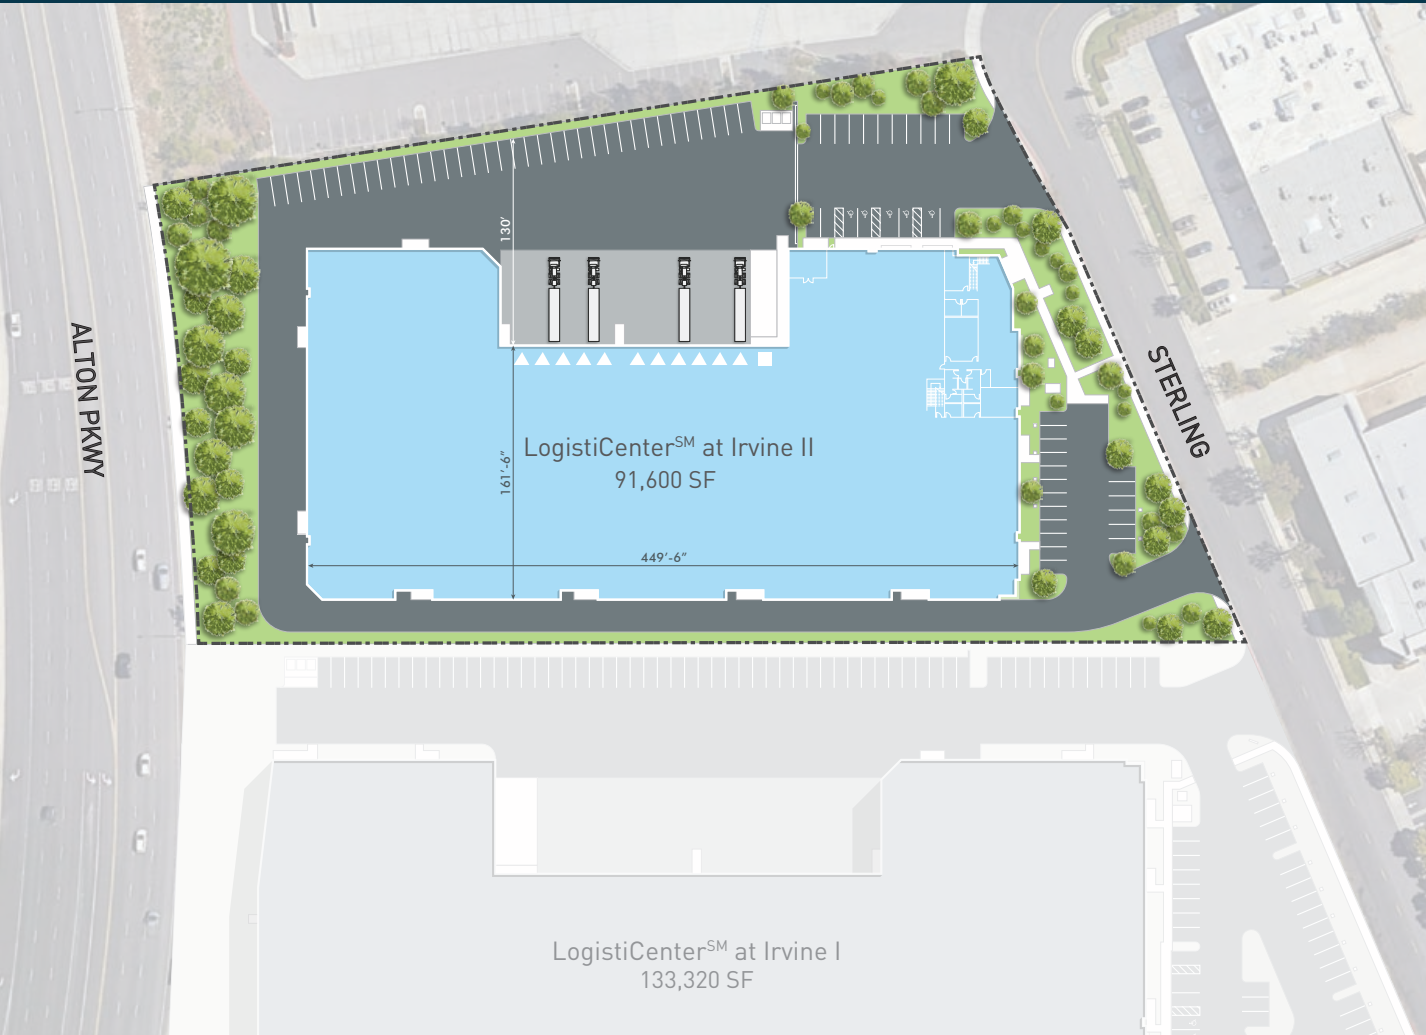 130'
ALTON PKWY
STERLING
LogistiCenter℠ at Irvine II
91,600 SF
161'-6"
449'-6"
LogistiCenter℠ at Irvine I
133,320 SF